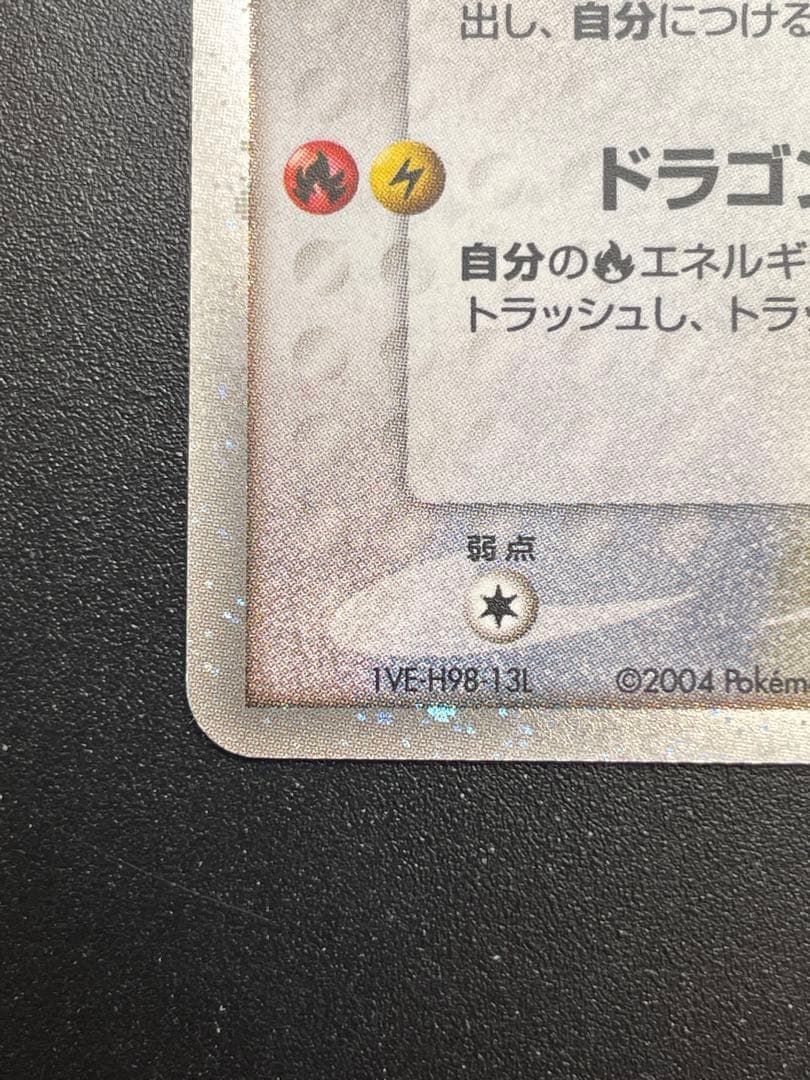 出し、自分につける
ドラゴン
自分の🔥エネルギ
トラッシュし、トラッ
弱点
1VE-H98-13L ©2004 Pokém